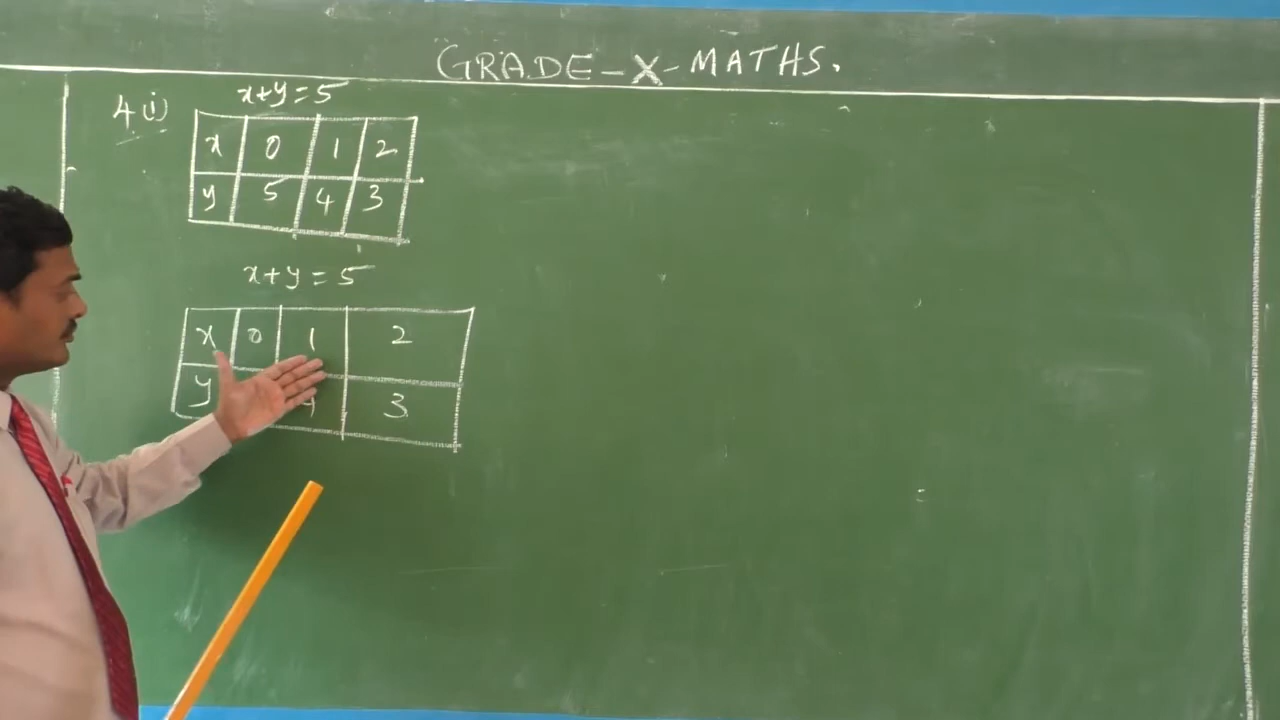 GRADE-X-MATHS.
4 (i)
x+y=5
x 0 1 2
y 5 4 3
x+y=5
x 0 1 2
y 3